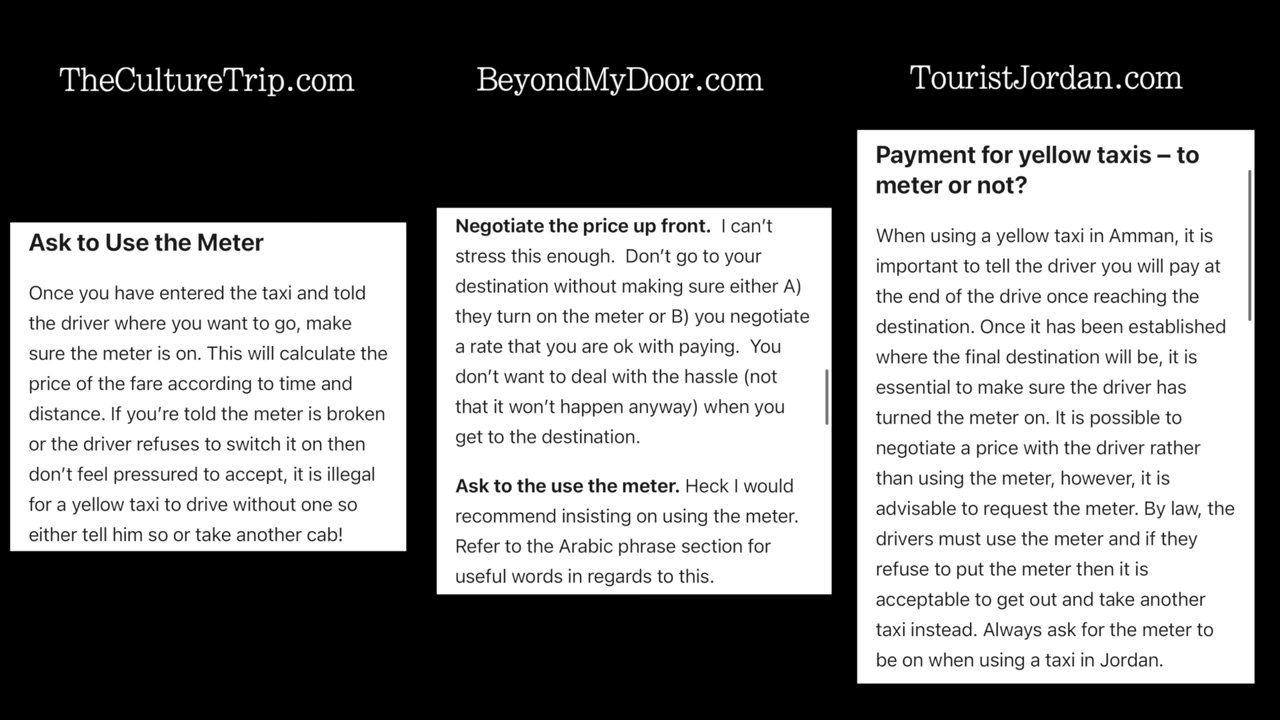 TheCultureTrip.com
Ask to Use the Meter
Once you have entered the taxi and told
the driver where you want to go, make
sure the meter is on. This will calculate the
price of the fare according to time and
distance. If you’re told the meter is broken
or the driver refuses to switch it on then
don’t feel pressured to accept, it is illegal
for a yellow taxi to drive without one so
either tell him so or take another cab!
BeyondMyDoor.com
Negotiate the price up front. I can’t
stress this enough. Don’t go to your
destination without making sure either A)
they turn on the meter or B) you negotiate
a rate that you are ok with paying. You
don’t want to deal with the hassle (not
that it won’t happen anyway) when you
get to the destination.
Ask to the use the meter. Heck I would
recommend insisting on using the meter.
Refer to the Arabic phrase section for
useful words in regards to this.
TouristJordan.com
Payment for yellow taxis – to
meter or not?
When using a yellow taxi in Amman, it is
important to tell the driver you will pay at
the end of the drive once reaching the
destination. Once it has been established
where the final destination will be, it is
essential to make sure the driver has
turned the meter on. It is possible to
negotiate a price with the driver rather
than using the meter, however, it is
advisable to request the meter. By law, the
drivers must use the meter and if they
refuse to put the meter then it is
acceptable to get out and take another
taxi instead. Always ask for the meter to
be on when using a taxi in Jordan.